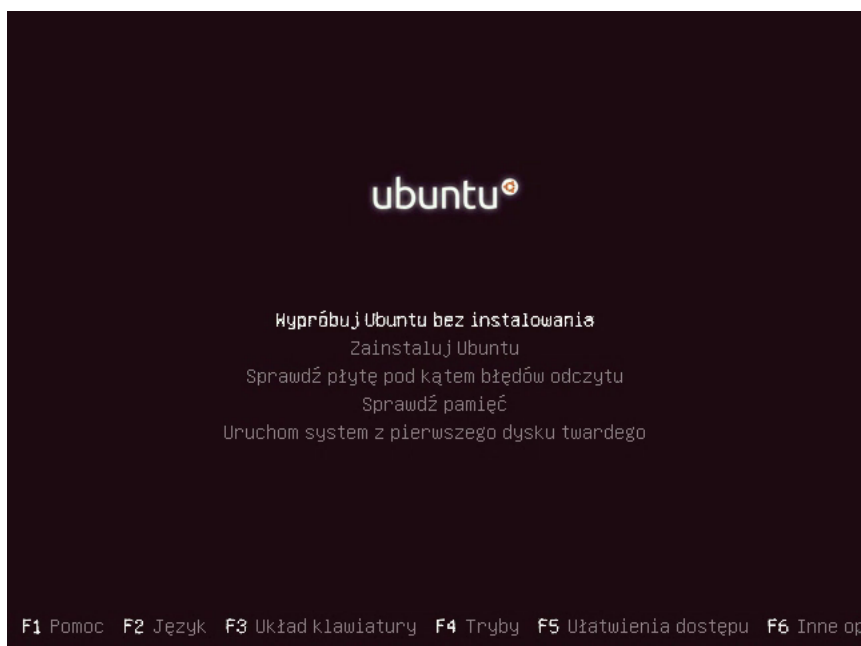 ubuntu
Wypróbuj Ubuntu bez instalowania
Zainstaluj Ubuntu
Sprawdź płytę pod kątem błędów odczytu
Sprawdź pamięć
Uruchom system z pierwszego dysku twardego
F1 Pomoc F2 Język F3 Układ klawiatury F4 Tryby F5 Ułatwienia dostępu F6 Inne